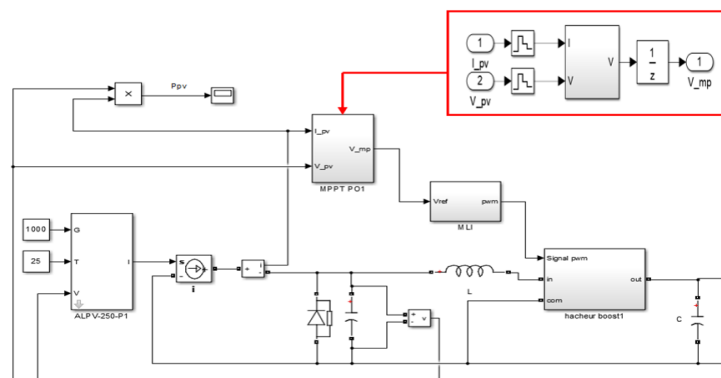 1
I_pv
2
V_pv
I
V
V
1
z
1
V_mp
Ppv
×
I_pv
V_pv
V_mp
MPPT PO1
Vref
pwm
MLI
1000
25
G
T
V
I
ALPV-250-P1
s
-
i
+
-
i
L
+
-
v
Signal pwm
in
com
out
hacheur boost1
C
+